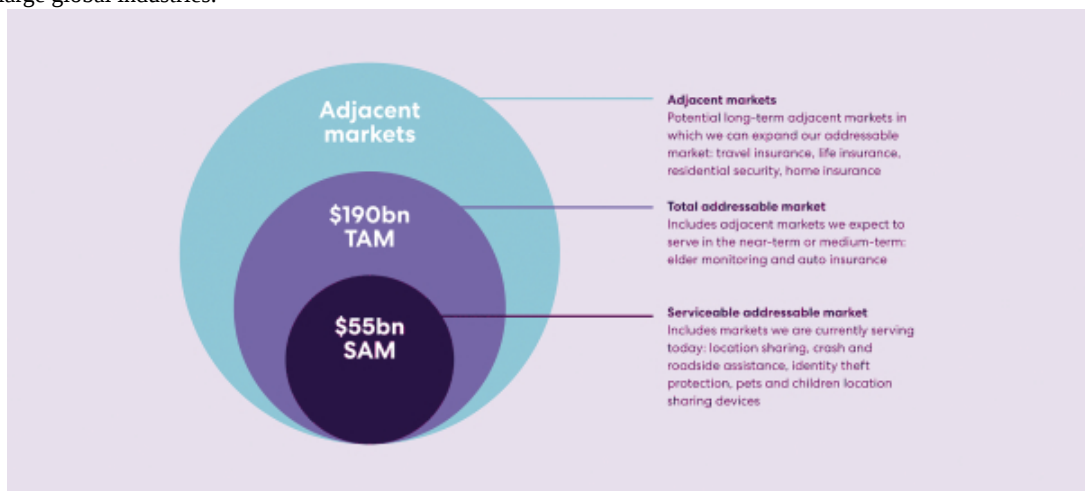 large global industries.
Adjacent
markets
$190bn
TAM
$55bn
SAM
Adjacent markets
Potential long-term adjacent markets in
which we can expand our addressable
market: travel insurance, life insurance,
residential security, home insurance
Total addressable market
Includes adjacent markets we expect to
serve in the near-term or medium-term:
elder monitoring and auto insurance
Serviceable addressable market
Includes markets we are currently serving
today: location sharing, crash and
roadside assistance, identity theft
protection, pets and children location
sharing devices